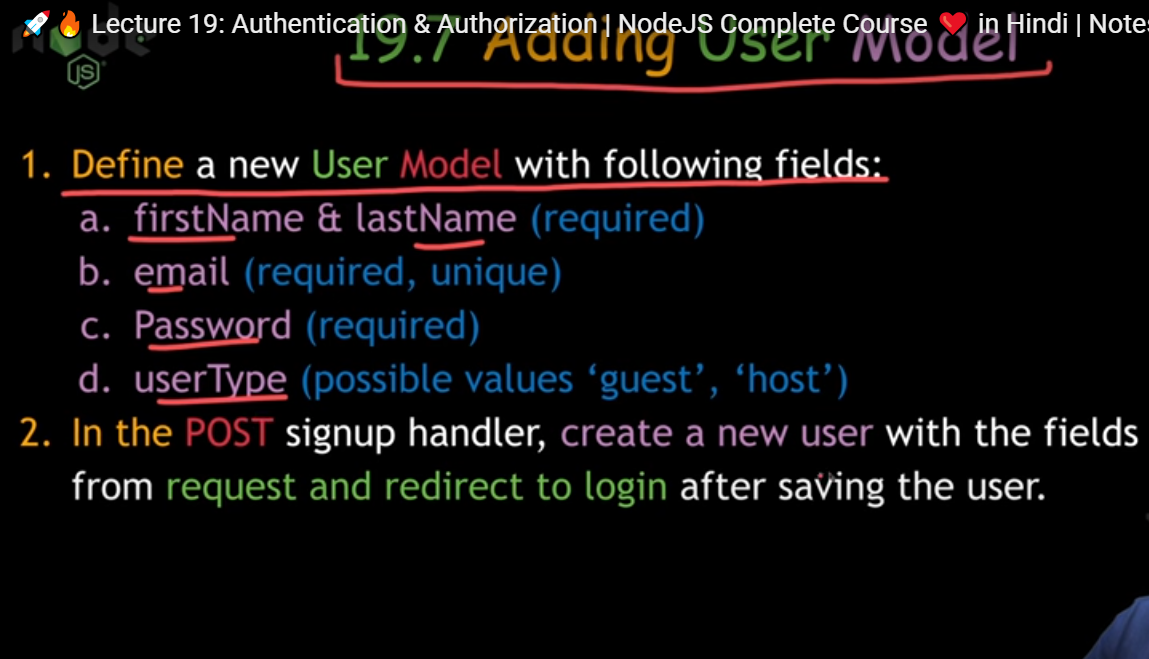 🚀🔥 Lecture 19: Authentication & Authorization | NodeJS Complete Course ❤️ in Hindi | Notes
node
JS
19.7 Adding User Model
1. Define a new User Model with following fields:
a. firstName & lastName (required)
b. email (required, unique)
c. Password (required)
d. userType (possible values ‘guest’, ‘host’)
2. In the POST signup handler, create a new user with the fields
from request and redirect to login after saving the user.